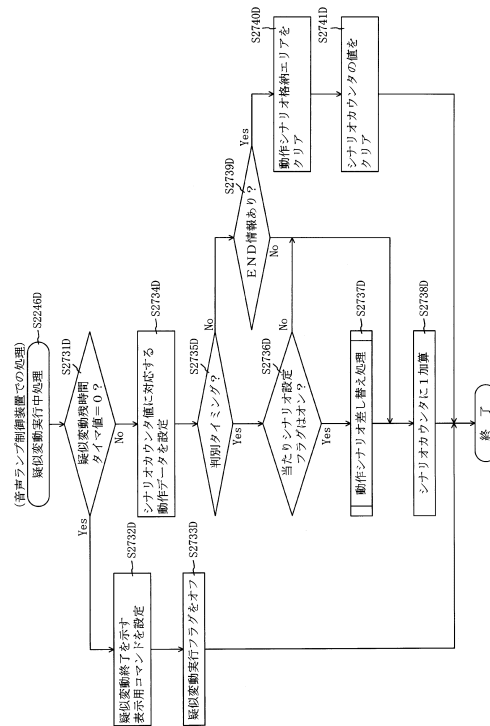 (音声ランプ制御装置での処理)
疑似変動実行中処理
S2246D
疑似変動残時間
タイマ値=0?
S2731D
Yes
No
疑似変動終了を示す
表示用コマンドを設定
S2732D
疑似変動実行フラグをオフ
S2733D
シナリオカウンタ値に対応する
動作データを設定
S2734D
判別タイミング?
S2735D
No
Yes
当たりシナリオ設定
フラグはオン?
S2736D
No
Yes
動作シナリオ差し替え処理
S2737D
シナリオカウンタに1加算
S2738D
END情報あり?
S2739D
Yes
No
動作シナリオ格納エリアを
クリア
S2740D
シナリオカウンタの値を
クリア
S2741D
終了